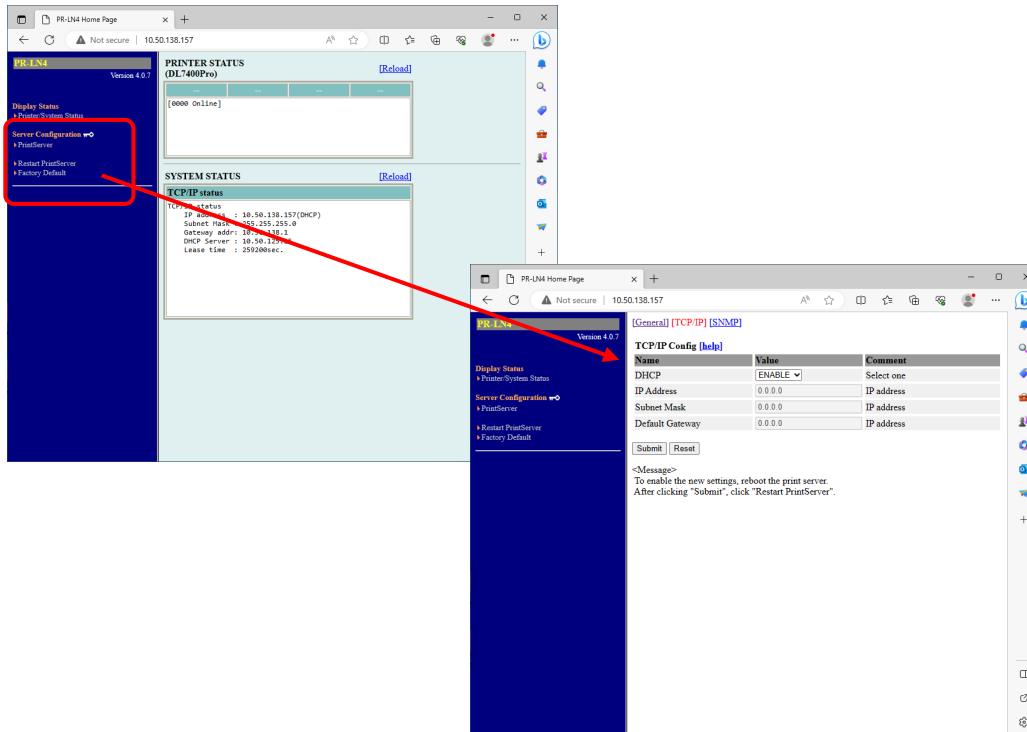 PR-LN4 Home Page
Not secure 10.50.138.157
PR-LN4
Version 4.0.7
Display Status
Printer/System Status
Server Configuration
PrintServer
Restart PrintServer
Factory Default
PRINTER STATUS
(DL7400Pro)
[Reload]
--- --- --- ---
[0000 Online]
SYSTEM STATUS
[Reload]
TCP/IP status
TCP/IP status
IP address : 10.50.138.157(DHCP)
Subnet Mask : 255.255.255.0
Gateway addr: 10.50.138.1
DHCP Server : 10.50.125.
Lease time : 259200sec.
PR-LN4 Home Page
Not secure 10.50.138.157
PR-LN4
Version 4.0.7
Display Status
Printer/System Status
Server Configuration
PrintServer
Restart PrintServer
Factory Default
[General] [TCP/IP] [SNMP]
TCP/IP Config [help]
Name Value Comment
DHCP ENABLE Select one
IP Address 0.0.0.0 IP address
Subnet Mask 0.0.0.0 IP address
Default Gateway 0.0.0.0 IP address
Submit Reset
<Message>
To enable the new settings, reboot the print server.
After clicking "Submit", click "Restart PrintServer".